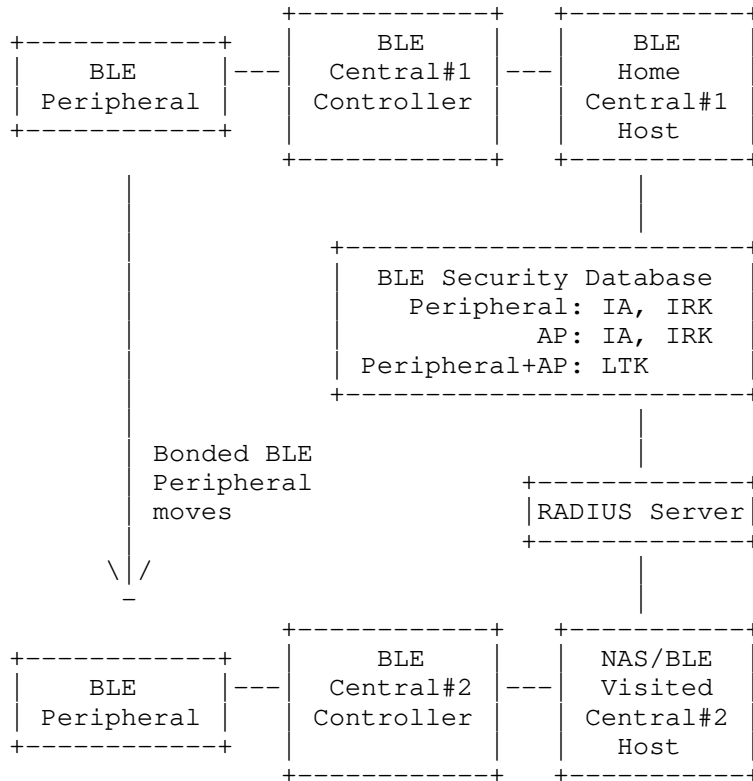 BLE
Peripheral
BLE
Central#1
Controller
BLE
Home
Central#1
Host
BLE Security Database
Peripheral: IA, IRK
AP: IA, IRK
Peripheral+AP: LTK
Bonded BLE
Peripheral
moves
RADIUS Server
BLE
Peripheral
BLE
Central#2
Controller
NAS/BLE
Visited
Central#2
Host